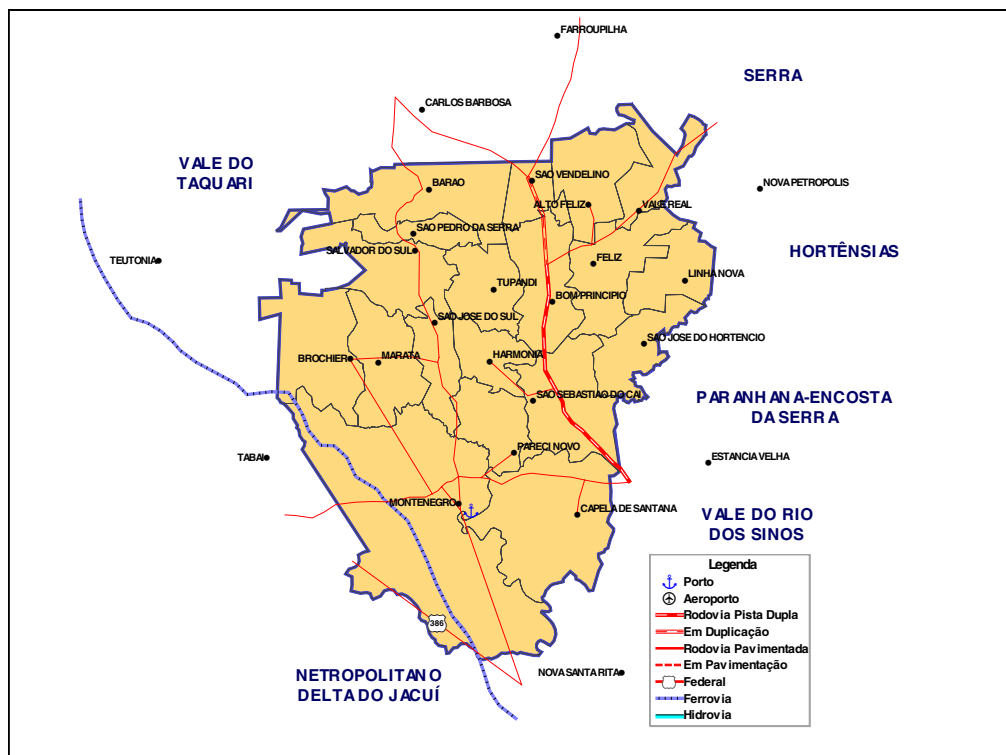 FARROUPILHA
SERRA
CARLOS BARBOSA
VALE DO
TAQUARI
SAO VENDELINO
BARAO
NOVA PETROPOLIS
ALTO FELIZ
VALE REAL
SAO PEDRO DA SERRA
SALVADOR DO SUL
HORTÊNSIAS
TEUTONIA
FELIZ
LINHA NOVA
TUPANDI
BOM PRINCIPIO
SAO JOSE DO SUL
SAO JOSE DO HORTENCIO
BROCHIER
MARATA
HARMONIA
PARANHANA-ENCOSTA
DA SERRA
SAO SEBASTIAO DO CAI
PARECI NOVO
TABAI
ESTANCIA VELHA
MONTENEGRO
CAPELA DE SANTANA
VALE DO RIO
DOS SINOS
386
NETROPOLITANO
DELTA DO JACUÍ
NOVA SANTA RITA
Legenda
Porto
Aeroporto
Rodovia Pista Dupla
Em Duplicação
Rodovia Pavimentada
Em Pavimentação
Federal
Ferrovia
Hidrovia